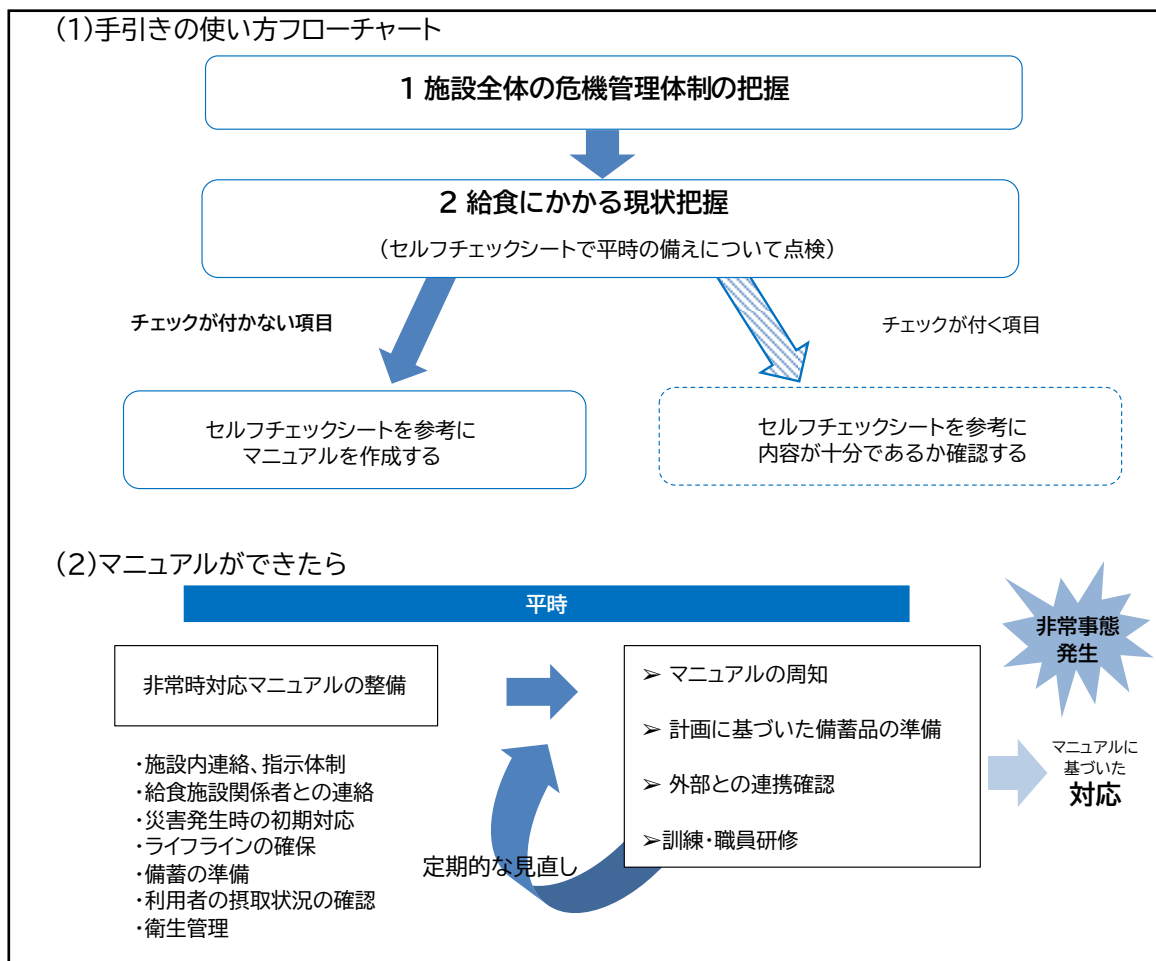 (1)手引きの使い方フローチャート
1 施設全体の危機管理体制の把握
2 給食にかかる現状把握
(セルフチェックシートで平時の備えについて点検)
チェックが付かない項目
チェックが付く項目
セルフチェックシートを参考に
マニュアルを作成する
セルフチェックシートを参考に
内容が十分であるか確認する
(2)マニュアルができたら
平時
非常事態
発生
非常時対応マニュアルの整備
➢ マニュアルの周知
➢ 計画に基づいた備蓄品の準備
➢ 外部との連携確認
➢訓練・職員研修
マニュアルに
基づいた
対応
・施設内連絡、指示体制
・給食施設関係者との連絡
・災害発生時の初期対応
・ライフラインの確保
・備蓄の準備
・利用者の摂取状況の確認
・衛生管理
定期的な見直し